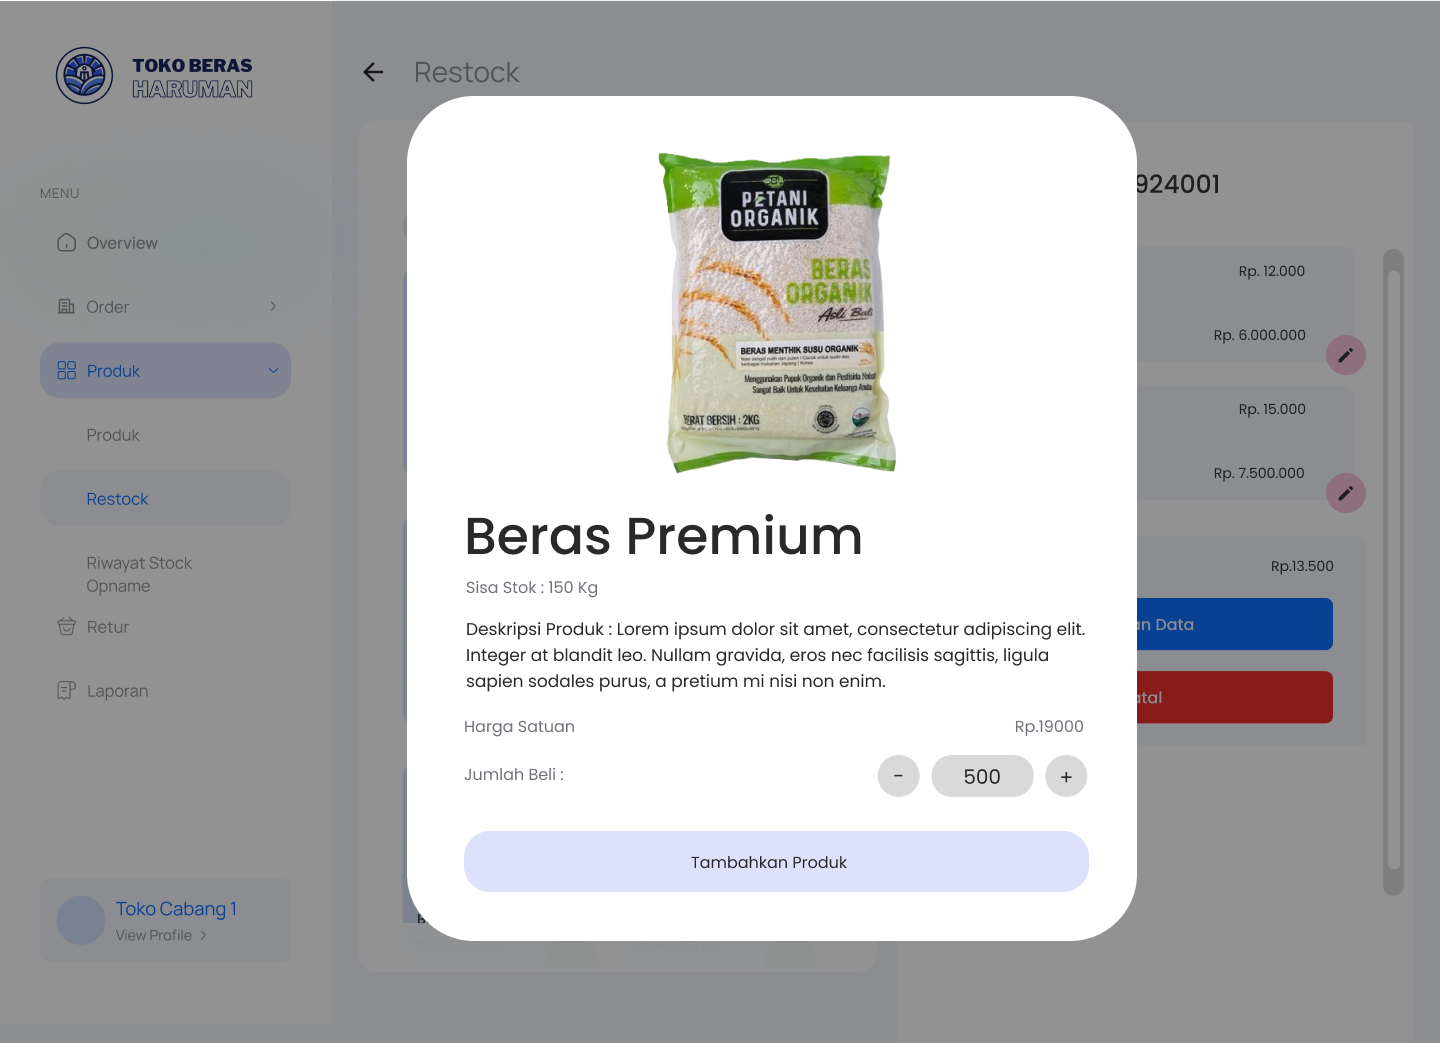 TOKO BERAS
HARUMAN
MENU
Overview
Order
Produk
Produk
Restock
Riwayat Stock
Opname
Retur
Laporan
Toko Cabang 1
View Profile
Restock
PETANI
ORGANIK
BERAS
ORGANIK
Asli Bali
BERAS MENTHIK SUSU ORGANIK
Menggunakan Pupuk Organik dan Pestisida Nabati
Sangat Baik Untuk Kesehatan Keluarga Anda
BERAT BERSIH : 2KG
Beras Premium
Sisa Stok : 150 Kg
Deskripsi Produk : Lorem ipsum dolor sit amet, consectetur adipiscing elit.
Integer at blandit leo. Nullam gravida, eros nec facilisis sagittis, ligula
sapien sodales purus, a pretium mi nisi non enim.
Harga Satuan Rp.19000
Jumlah Beli : - 500 +
Tambahkan Produk
924001
Rp. 12.000
Rp. 6.000.000
Rp. 15.000
Rp. 7.500.000
Rp.13.500
an Data
atal